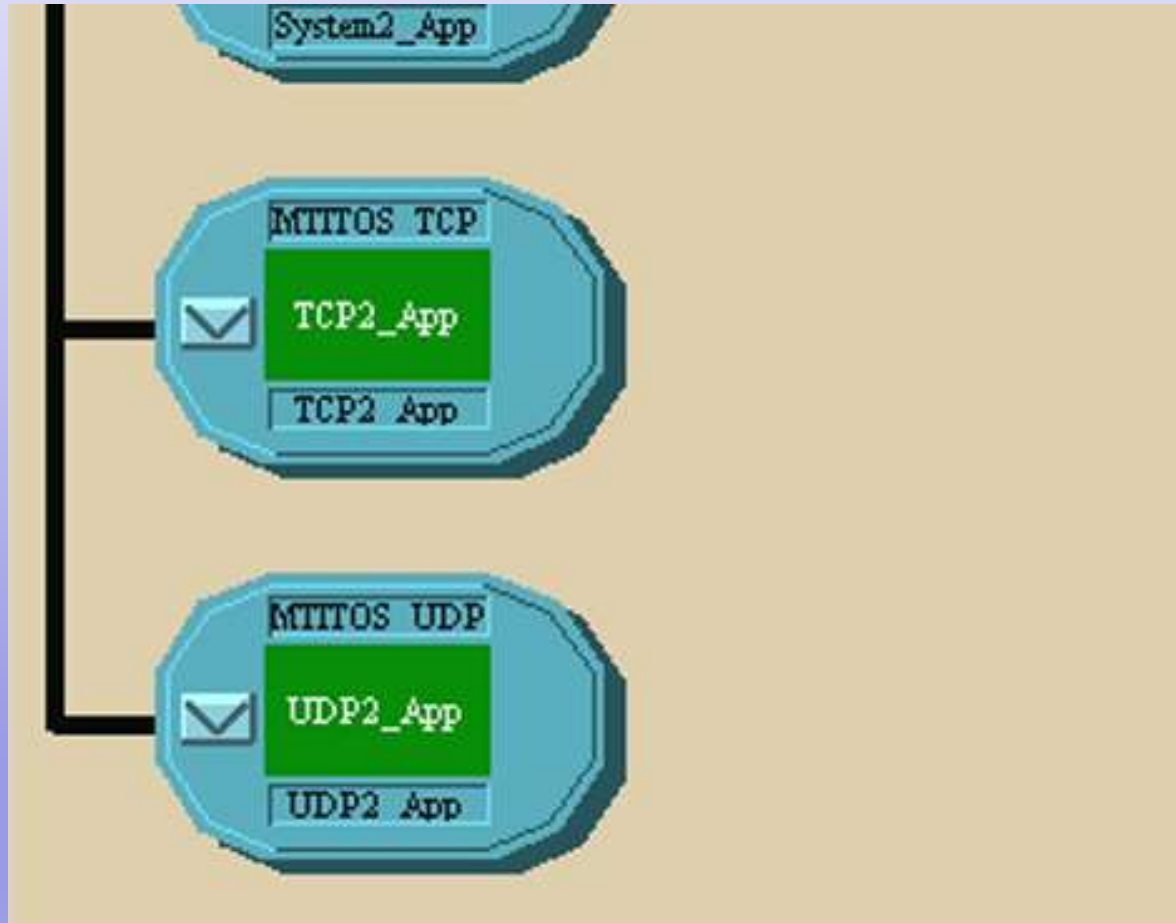 System2_App
MTITOS TCP
TCP2_App
TCP2 App
MTITOS UDP
UDP2_App
UDP2 App